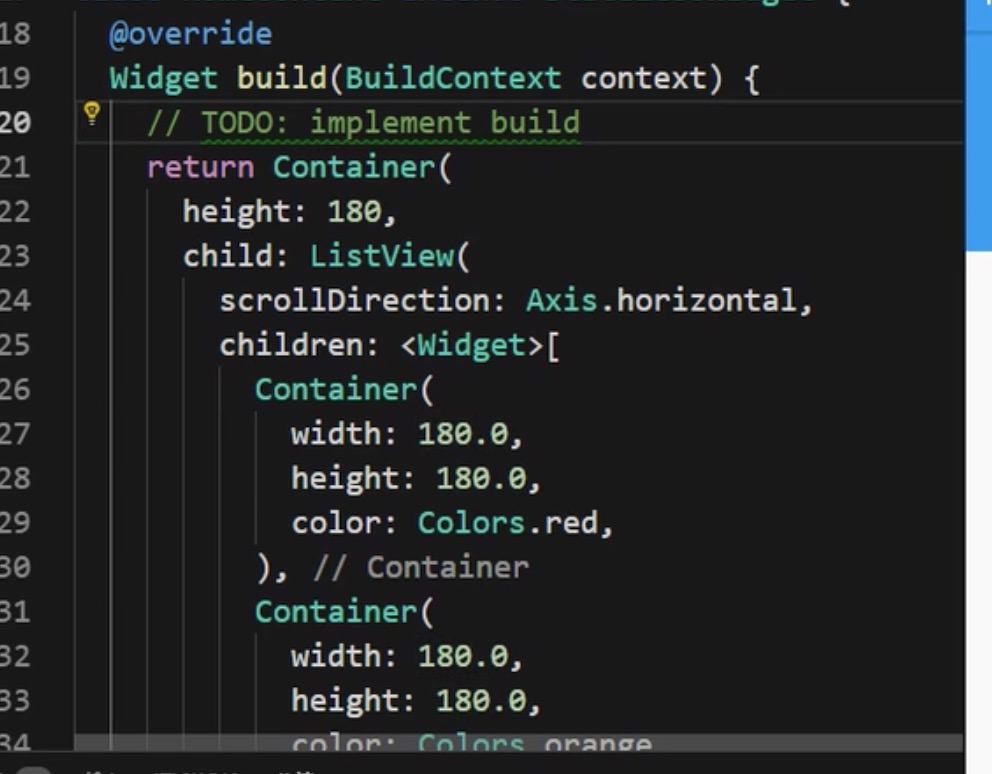 18 @override
19 Widget build(BuildContext context) {
20 // TODO: implement build
21 return Container(
22 height: 180,
23 child: ListView(
24 scrollDirection: Axis.horizontal,
25 children: <Widget>[
26 Container(
27 width: 180.0,
28 height: 180.0,
29 color: Colors.red,
30 ), // Container
31 Container(
32 width: 180.0,
33 height: 180.0,
34 color: Colors.orange